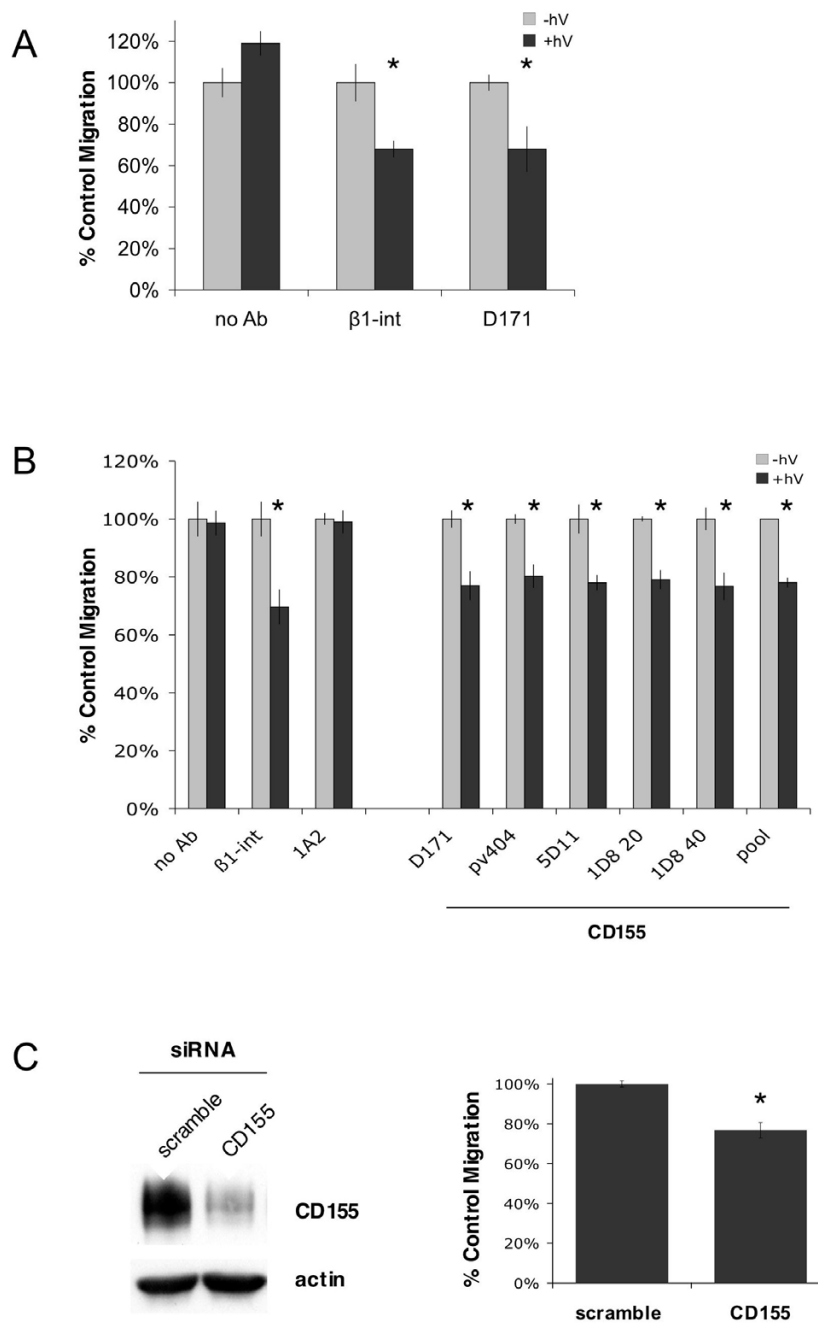 A
-hV
+hV
120%
100%
80%
60%
40%
20%
0%
% Control Migration
*
*
no Ab
β1-int
D171
B
-hV
+hV
120%
100%
80%
60%
40%
20%
0%
% Control Migration
*
*
*
*
*
*
*
no Ab
β1-int
1A2
D171
pv404
5D11
1D8 20
1D8 40
pool
CD155
C
siRNA
scramble
CD155
CD155
actin
100%
80%
60%
40%
20%
0%
% Control Migration
*
scramble
CD155